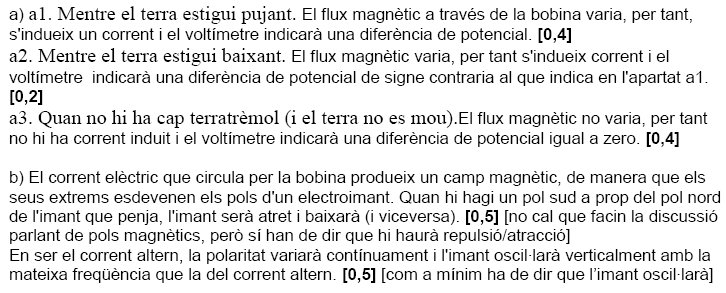 a) a1. Mentre el terra estigui pujant. El flux magnètic a través de la bobina varia, per tant,
s'indueix un corrent i el voltímetre indicarà una diferència de potencial. [0,4]
a2. Mentre el terra estigui baixant. El flux magnètic varia, per tant s'indueix corrent i el
voltímetre indicarà una diferència de potencial de signe contraria al que indica en l'apartat a1.
[0,2]
a3. Quan no hi ha cap terratrèmol (i el terra no es mou).El flux magnètic no varia, per tant
no hi ha corrent induit i el voltímetre indicarà una diferència de potencial igual a zero. [0,4]
b) El corrent elèctric que circula per la bobina produeix un camp magnètic, de manera que els
seus extrems esdevenen els pols d'un electroimant. Quan hi hagi un pol sud a prop del pol nord
de l'imant que penja, l'imant serà atret i baixarà (i viceversa). [0,5] [no cal que facin la discussió
parlant de pols magnètics, però sí han de dir que hi haurà repulsió/atracció]
En ser el corrent altern, la polaritat variarà contínuament i l'imant oscil·larà verticalment amb la
mateixa freqüència que la del corrent altern. [0,5] [com a mínim ha de dir que l'imant oscil·larà]